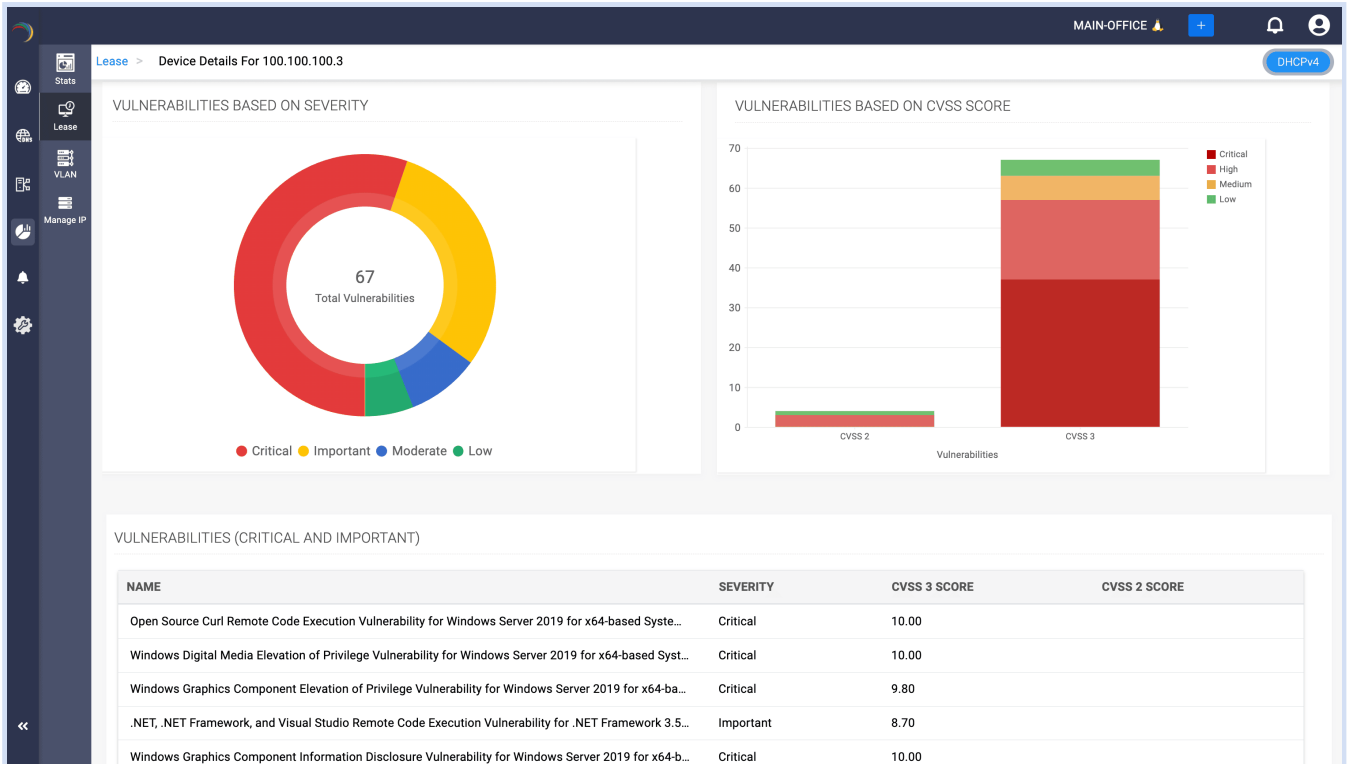 MAIN-OFFICE
+
DNS
Stats
Lease
VLAN
Manage IP
Lease > Device Details For 100.100.100.3
DHCPv4
VULNERABILITIES BASED ON SEVERITY
67
Total Vulnerabilities
Critical Important Moderate Low
VULNERABILITIES BASED ON CVSS SCORE
70
60
50
40
30
20
10
0
CVSS 2 CVSS 3
Vulnerabilities
Critical
High
Medium
Low
VULNERABILITIES (CRITICAL AND IMPORTANT)
NAME SEVERITY CVSS 3 SCORE CVSS 2 SCORE
Open Source Curl Remote Code Execution Vulnerability for Windows Server 2019 for x64-based Syste... Critical 10.00
Windows Digital Media Elevation of Privilege Vulnerability for Windows Server 2019 for x64-based Syst... Critical 10.00
Windows Graphics Component Elevation of Privilege Vulnerability for Windows Server 2019 for x64-ba... Critical 9.80
.NET, .NET Framework, and Visual Studio Remote Code Execution Vulnerability for .NET Framework 3.5... Important 8.70
Windows Graphics Component Information Disclosure Vulnerability for Windows Server 2019 for x64-b... Critical 10.00